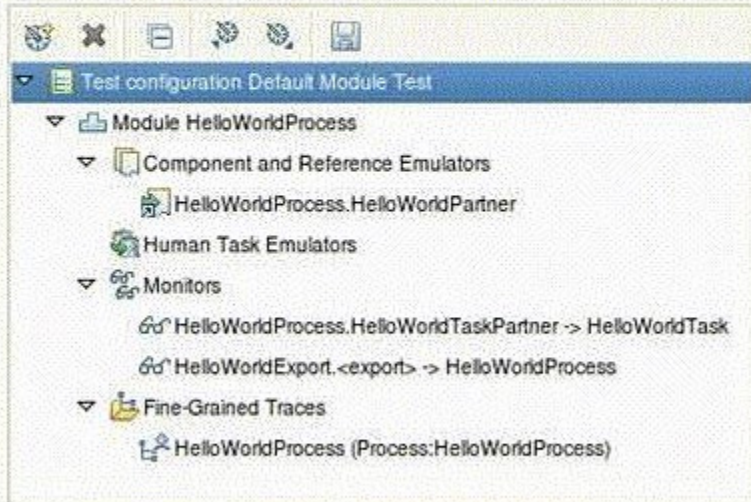 Test configuration Default Module Test
Module HelloWorldProcess
Component and Reference Emulators
HelloWorldProcess.HelloWorldPartner
Human Task Emulators
Monitors
HelloWorldProcess.HelloWorldTaskPartner -> HelloWorldTask
HelloWorldExport.<export> -> HelloWorldProcess
Fine-Grained Traces
HelloWorldProcess (Process:HelloWorldProcess)